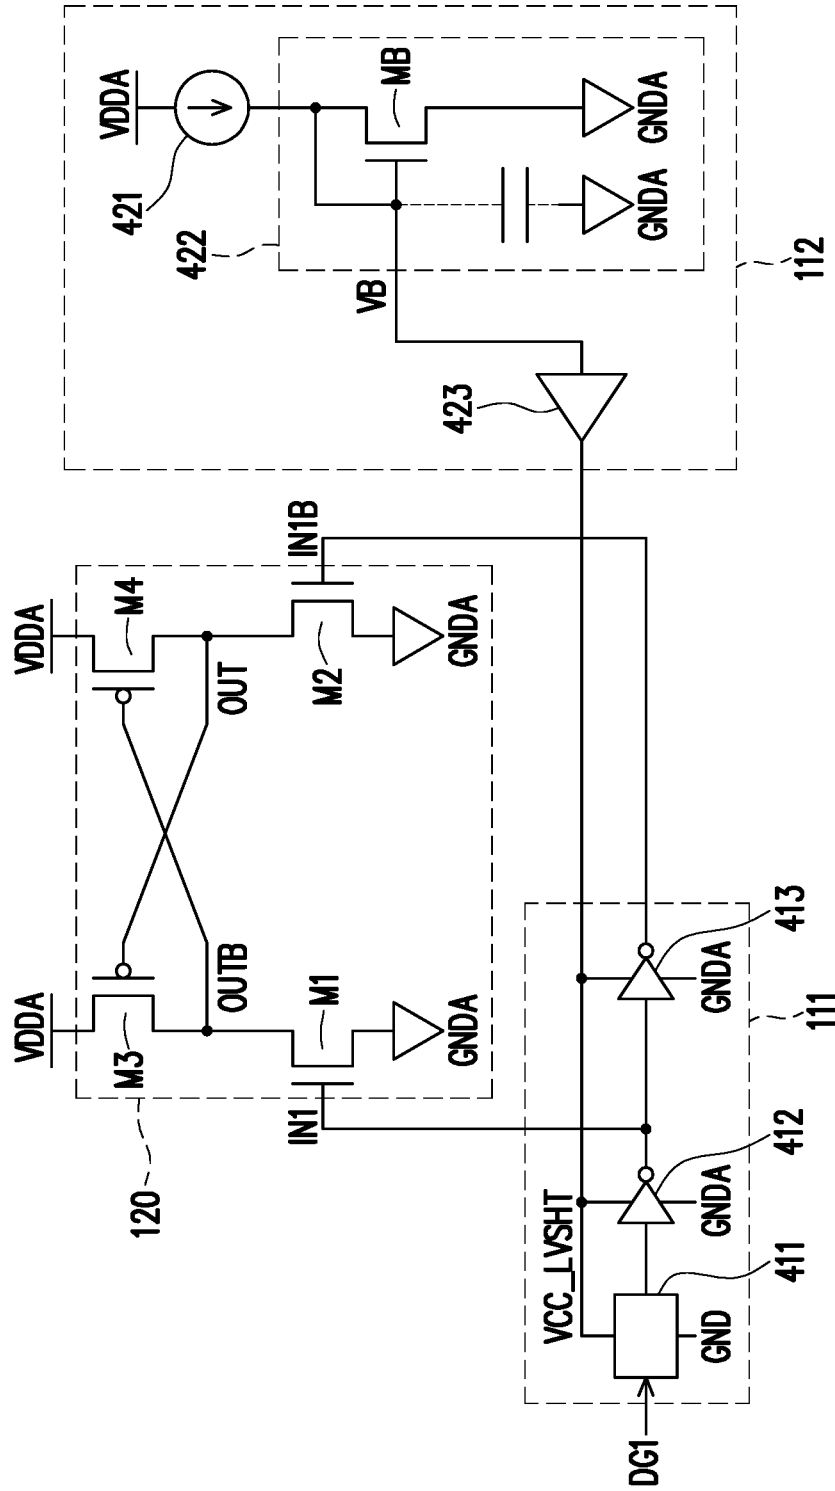 VDDA
421
422
MB
GNDA
GNDA
VB
423
112
VDDA
M4
OUT
IN1B
M2
GNDA
VDDA
M3
OUTB
M1
IN1
GNDA
120
VCC_LVSHT
413
GNDA
412
GNDA
411
GND
DG1
111